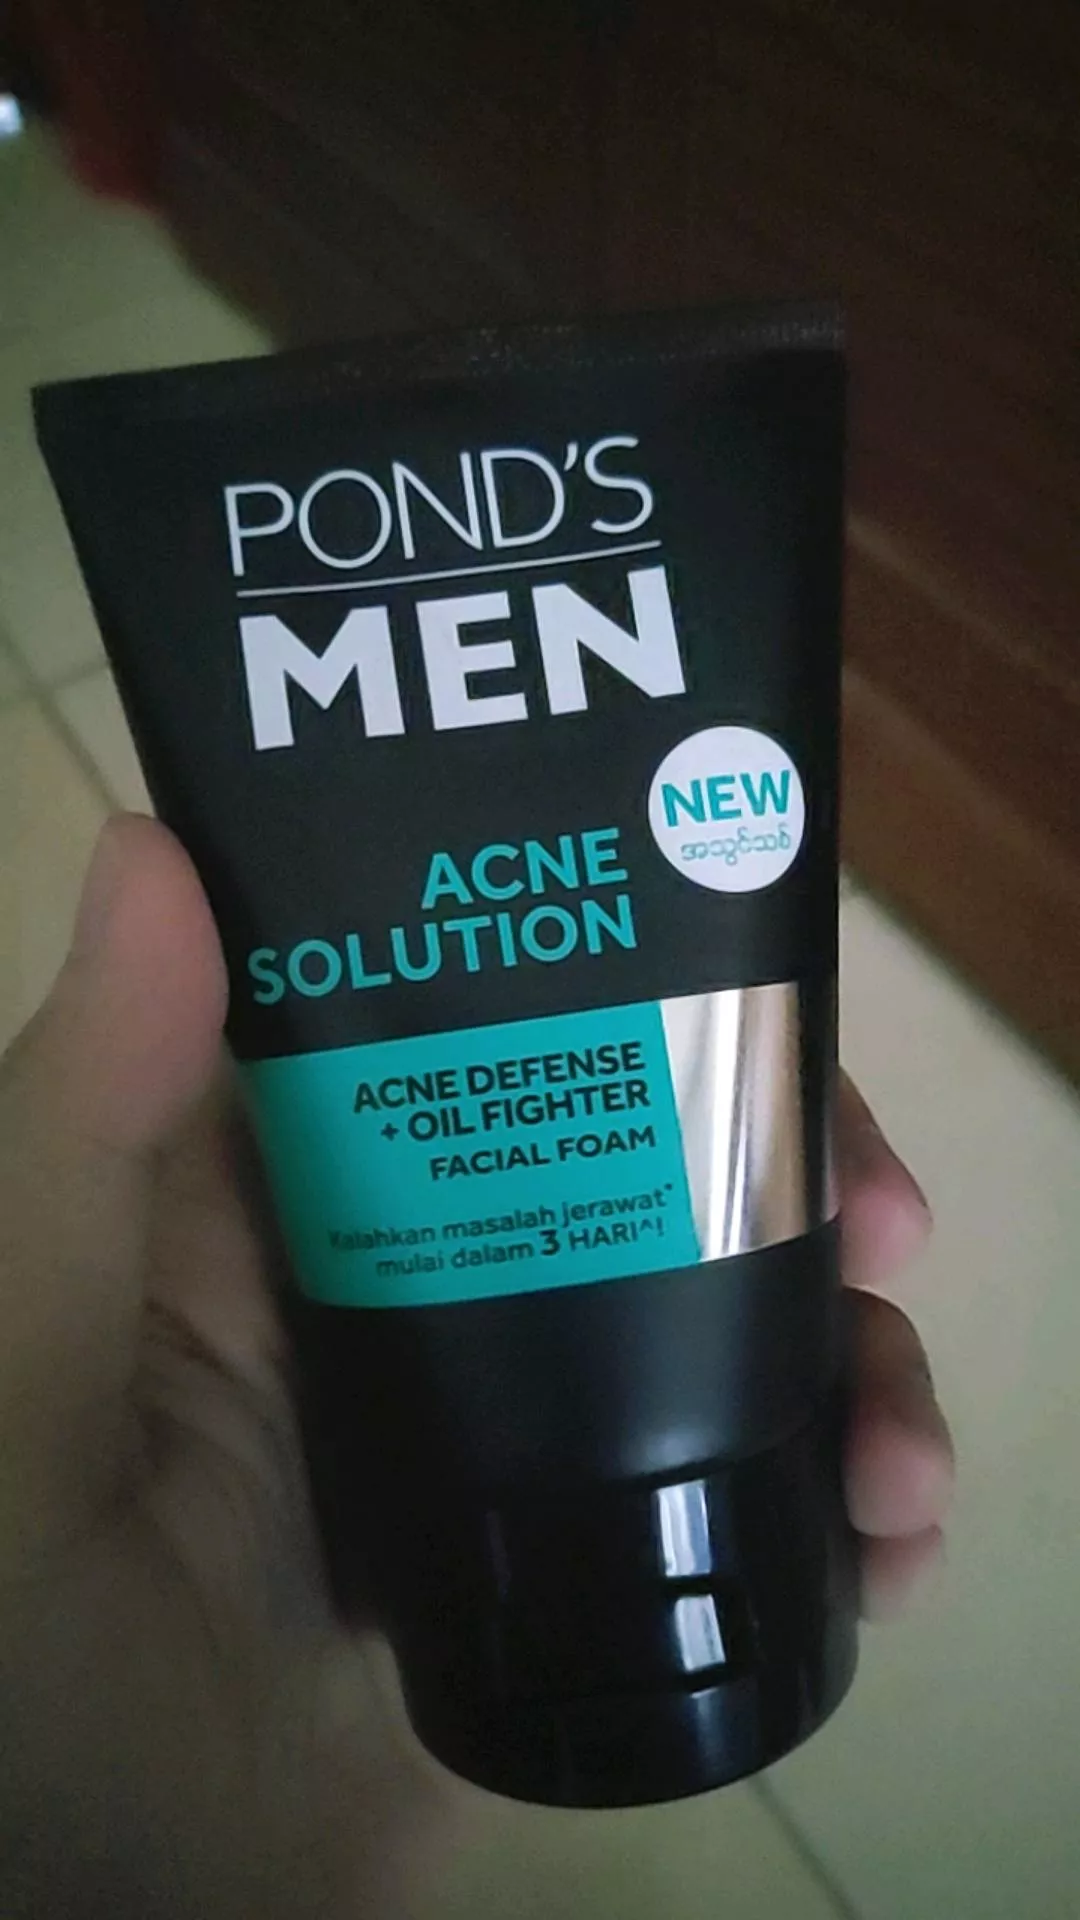 POND'S
MEN
NEW
အသွင်သစ်
ACNE
SOLUTION
ACNE DEFENSE
+ OIL FIGHTER
FACIAL FOAM
Kalahkan masalah jerawat*
mulai dalam 3 HARI^!